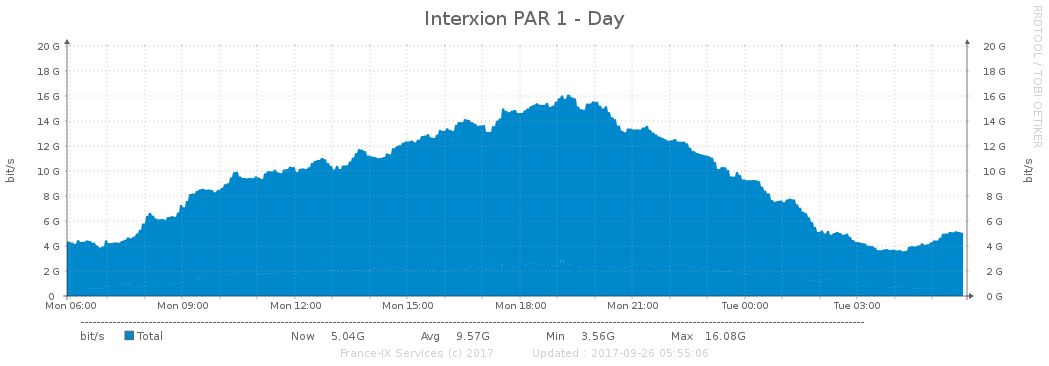 Interxion PAR 1 - Day
RRDTOOL / TOBI OETIKER
bit/s
20 G
18 G
16 G
14 G
12 G
10 G
8 G
6 G
4 G
2 G
0
20 G
18 G
16 G
14 G
12 G
10 G
8 G
6 G
4 G
2 G
0 G
bit/s
Mon 06:00 Mon 09:00 Mon 12:00 Mon 15:00 Mon 18:00 Mon 21:00 Tue 00:00 Tue 03:00
bit/s Total Now 5.04G Avg 9.57G Min 3.56G Max 16.08G
France-IX Services (c) 2017 Updated : 2017-09-26 05:55:06